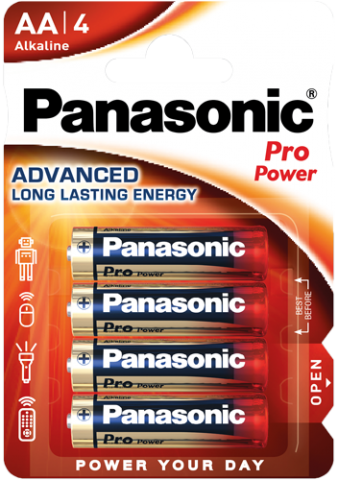 AA|4
Alkaline
Panasonic®
Pro
Power
ADVANCED
LONG LASTING ENERGY
Panasonic
Pro Power
Panasonic
Pro Power
Panasonic
Pro Power
Panasonic
Pro Power
BEST
BEFORE
OPEN
POWER YOUR DAY